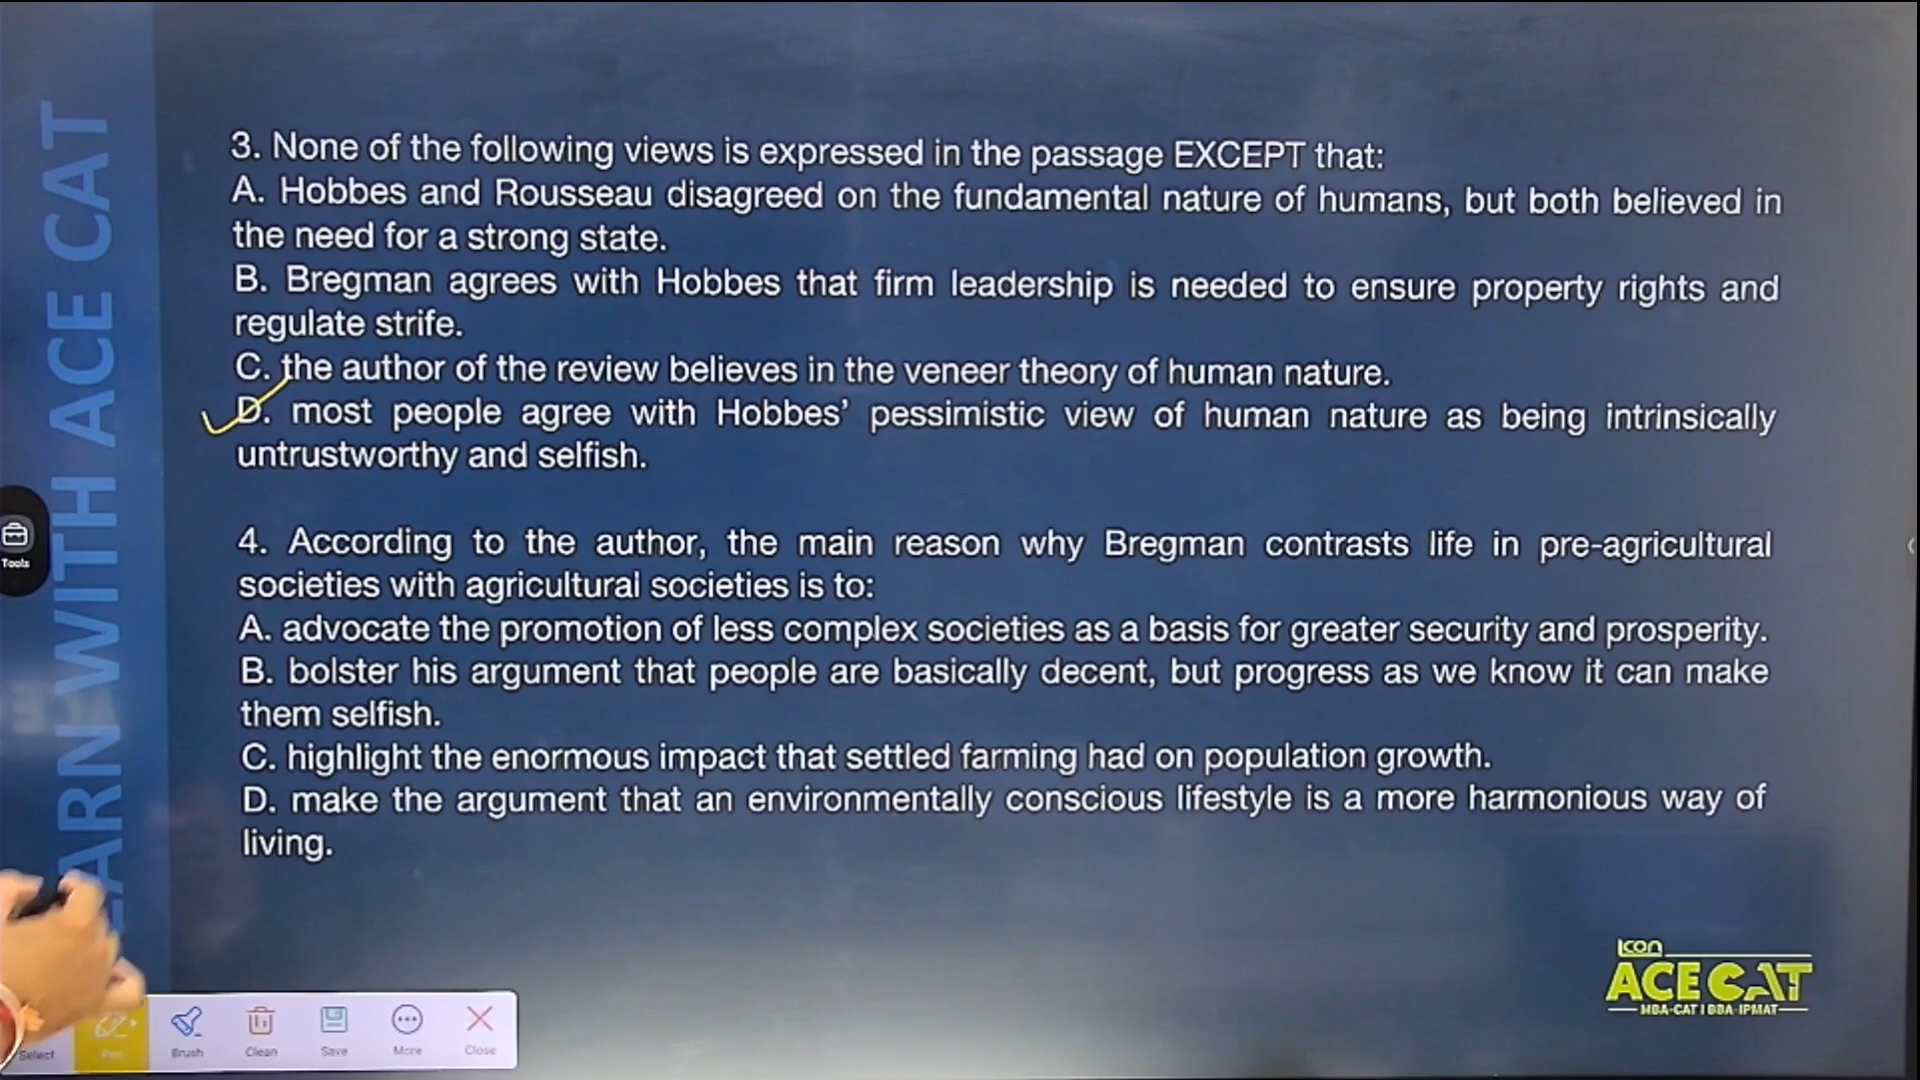 LEARN WITH ACE CAT
3. None of the following views is expressed in the passage EXCEPT that:
A. Hobbes and Rousseau disagreed on the fundamental nature of humans, but both believed in
the need for a strong state.
B. Bregman agrees with Hobbes that firm leadership is needed to ensure property rights and
regulate strife.
C. the author of the review believes in the veneer theory of human nature.
D. most people agree with Hobbes’ pessimistic view of human nature as being intrinsically
untrustworthy and selfish.
4. According to the author, the main reason why Bregman contrasts life in pre-agricultural
societies with agricultural societies is to:
A. advocate the promotion of less complex societies as a basis for greater security and prosperity.
B. bolster his argument that people are basically decent, but progress as we know it can make
them selfish.
C. highlight the enormous impact that settled farming had on population growth.
D. make the argument that an environmentally conscious lifestyle is a more harmonious way of
living.
Tools
icon
ACE CAT
MBA-CAT | BBA-IPMAT
Select Pen Brush Clean Save More Close